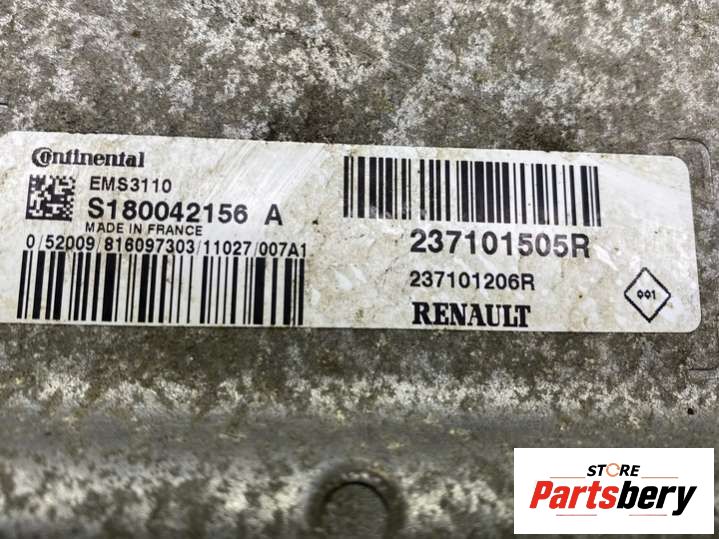 Continental
EMS3110
S180042156 A
MADE IN FRANCE
0/52009/816097303/11027/007A1
237101505R
237101206R
RENAULT
001
STORE
Partsbery